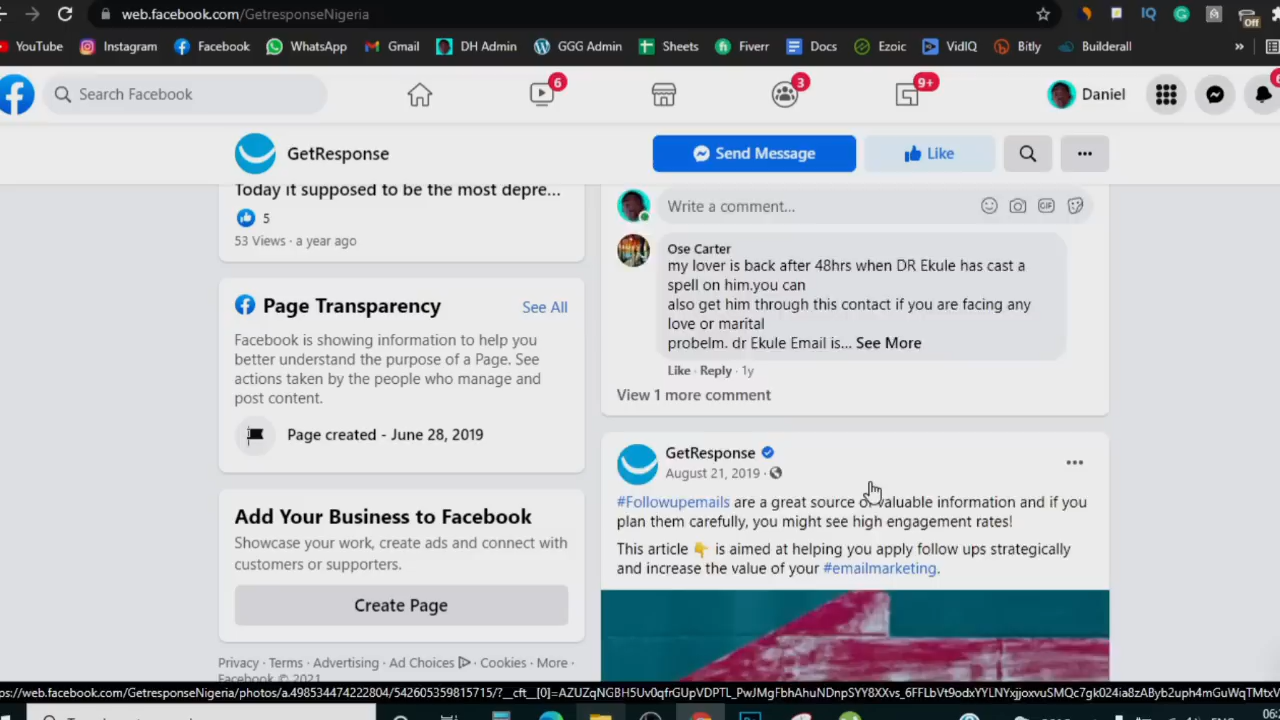 web.facebook.com/GetresponseNigeria
Off
YouTube Instagram Facebook WhatsApp Gmail DH Admin GGG Admin Sheets Fiverr Docs Ezoic VidIQ Bitly Builderall »
Search Facebook
6
3
9+
Daniel
6
GetResponse
Send Message
Like
Today it supposed to be the most depre...
5
53 Views · a year ago
Page Transparency
See All
Facebook is showing information to help you
better understand the purpose of a Page. See
actions taken by the people who manage and
post content.
Page created - June 28, 2019
Add Your Business to Facebook
Showcase your work, create ads and connect with
customers or supporters.
Create Page
Privacy · Terms · Advertising · Ad Choices · Cookies · More ·
Facebook © 2021
Write a comment...
GIF
Ose Carter
my lover is back after 48hrs when DR Ekule has cast a
spell on him.you can
also get him through this contact if you are facing any
love or marital
probelm. dr Ekule Email is... See More
Like · Reply · 1y
View 1 more comment
GetResponse
August 21, 2019 ·
#Followupemails are a great source of valuable information and if you
plan them carefully, you might see high engagement rates!
This article 👇 is aimed at helping you apply follow ups strategically
and increase the value of your #emailmarketing.